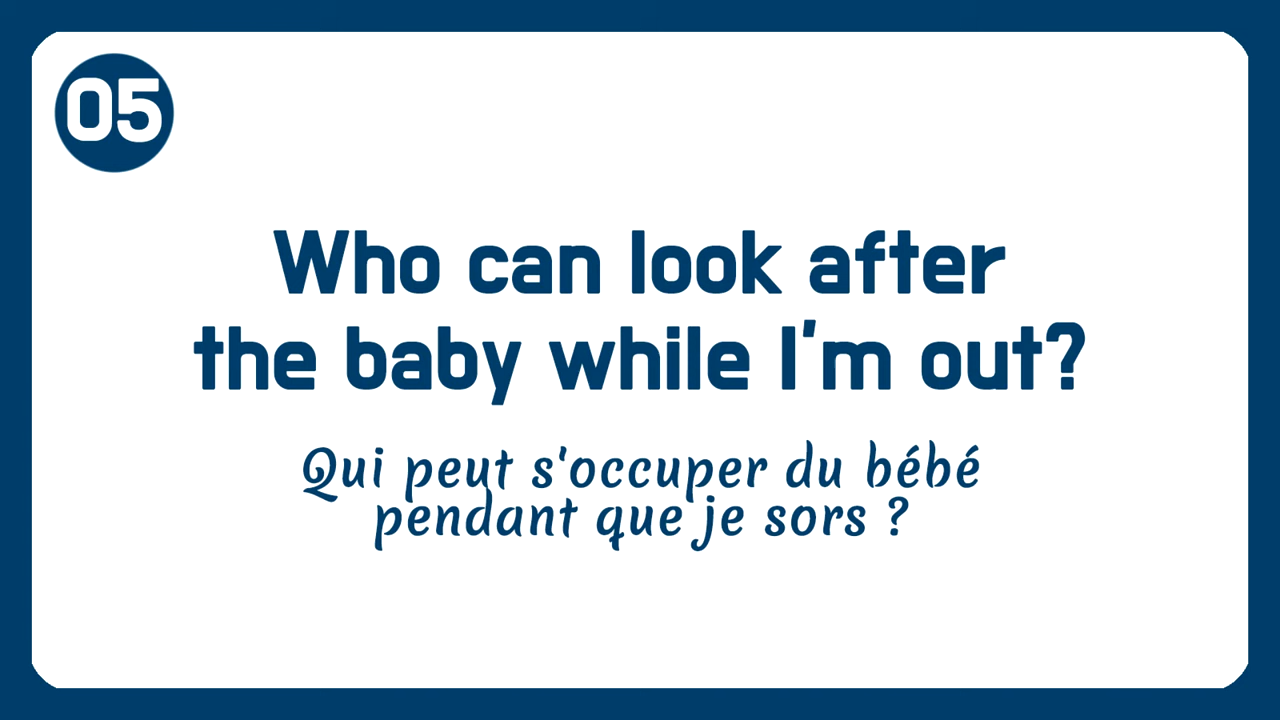 05
Who can look after
the baby while I'm out?
Qui peut s'occuper du bébé
pendant que je sors ?